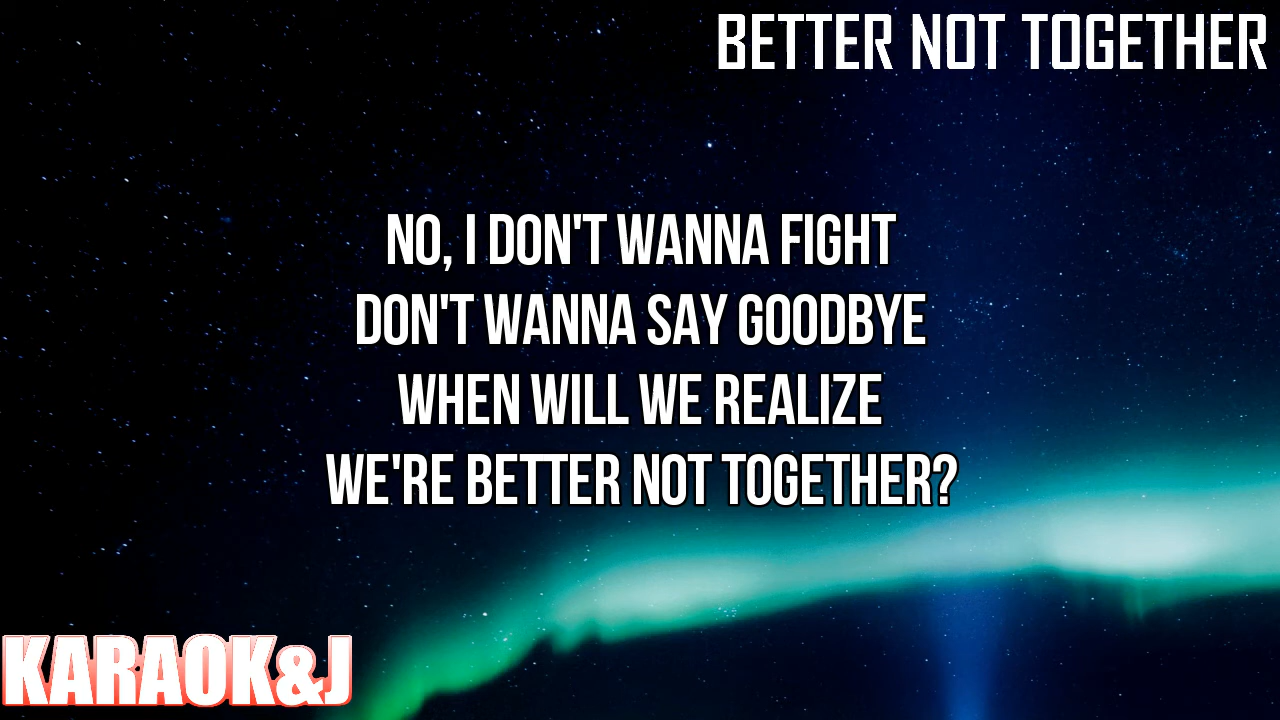 BETTER NOT TOGETHER
NO, I DON'T WANNA FIGHT
DON'T WANNA SAY GOODBYE
WHEN WILL WE REALIZE
WE'RE BETTER NOT TOGETHER?
KARAOK&J